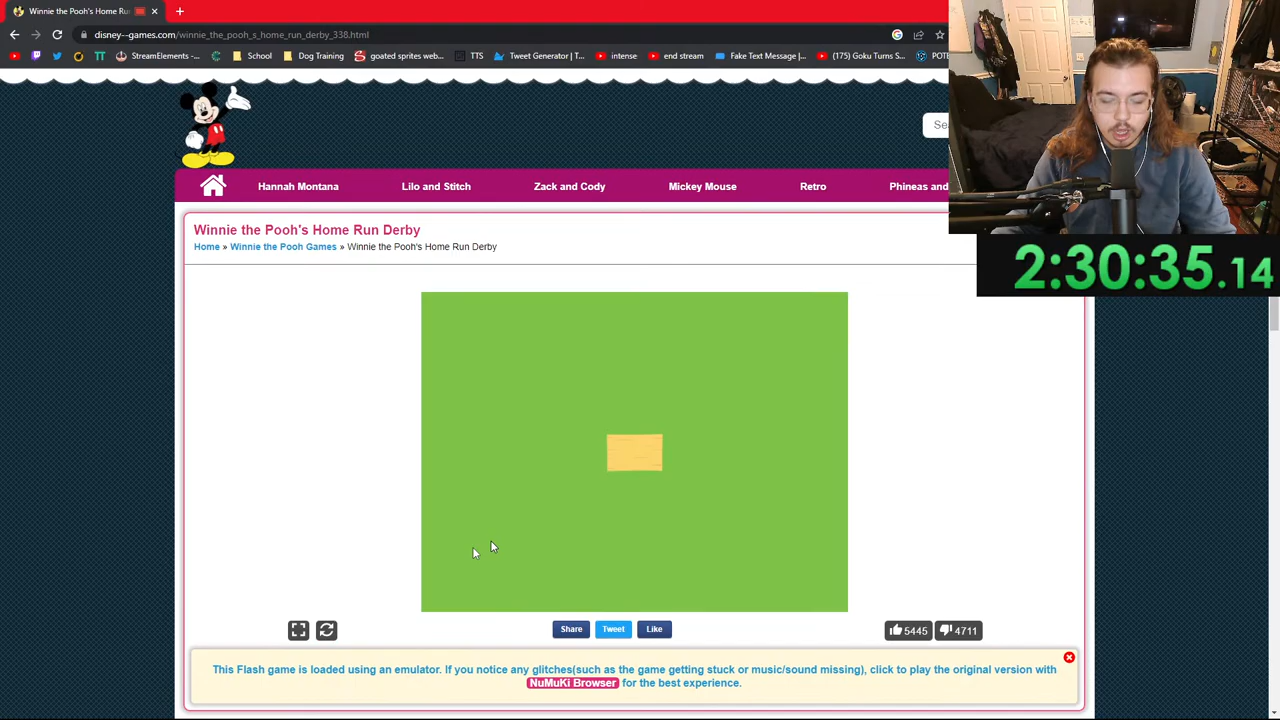 Winnie the Pooh's Home Ru
disney--games.com/winnie_the_pooh_s_home_run_derby_338.html
StreamElements -
School
Dog Training
goated sprites web...
TTS
Tweet Generator | T...
intense
end stream
Fake Text Message |...
(175) Goku Turns S...
POTE
Sea
Hannah Montana
Lilo and Stitch
Zack and Cody
Mickey Mouse
Retro
Phineas and
2:30:35.14
Winnie the Pooh's Home Run Derby
Home » Winnie the Pooh Games » Winnie the Pooh's Home Run Derby
Share
Tweet
Like
5445
4711
This Flash game is loaded using an emulator. If you notice any glitches(such as the game getting stuck or music/sound missing), click to play the original version with
NuMuKi Browser for the best experience.